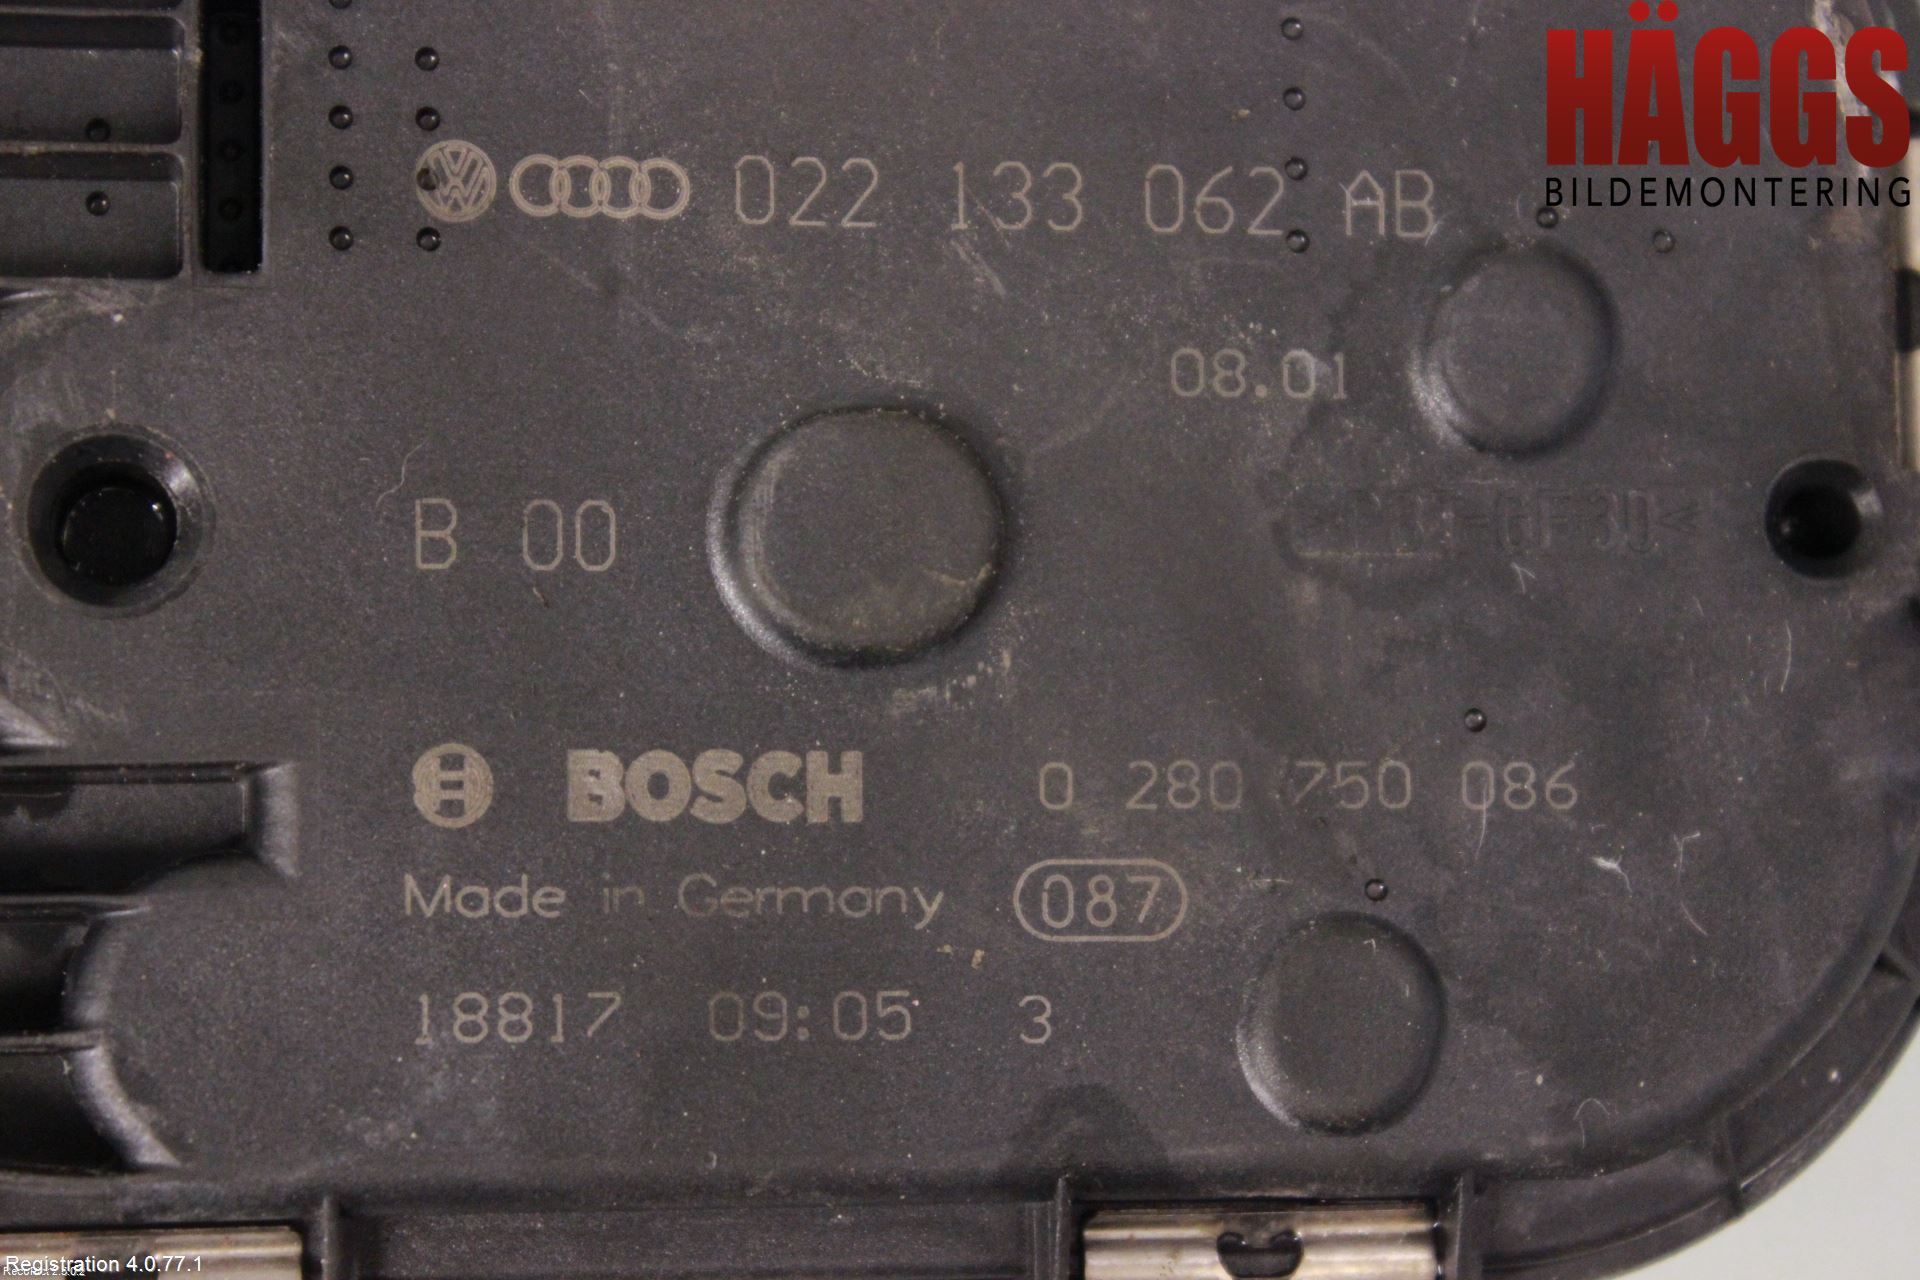 HÄGGS
BILDEMONTERING
022 133 062 AB
08.01
B 00
BOSCH 0 280 750 086
Made in Germany 087
18817 09:05 3
Registration 4.0.77.1